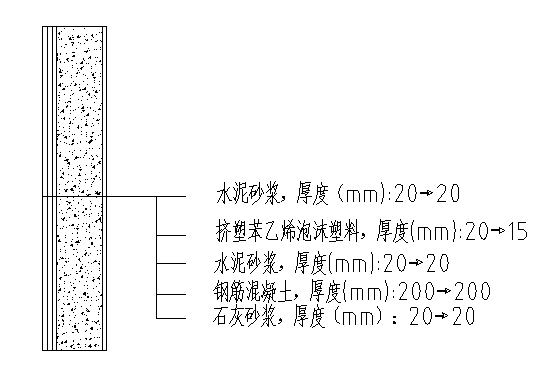 水泥砂浆，厚度（mm):20→20
挤塑苯乙烯泡沫塑料，厚度(mm):20→15
水泥砂浆，厚度(mm):20→20
钢筋混凝土，厚度(mm):200→200
石灰砂浆，厚度（mm）：20→20